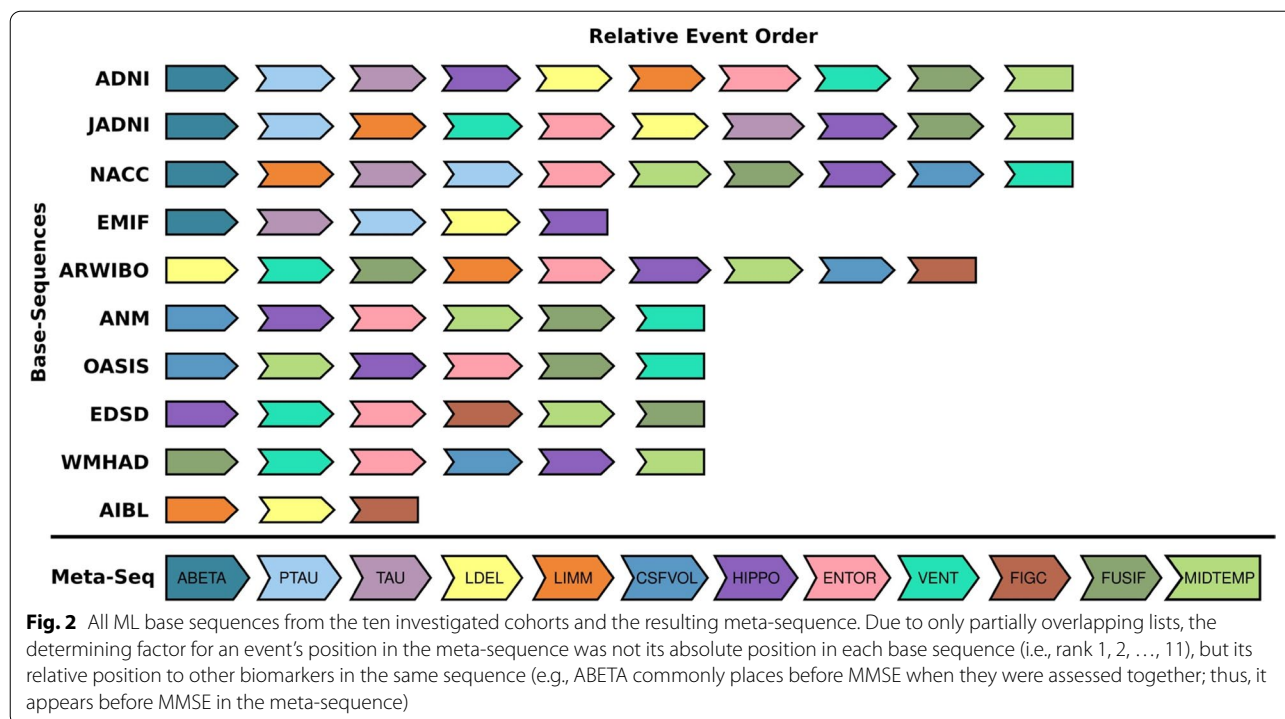 Relative Event Order
Base-Sequences
ADNI
JADNI
NACC
EMIF
ARWIBO
ANM
OASIS
EDSD
WMHAD
AIBL
Meta-Seq ABETA PTAU TAU LDEL LIMM CSFVOL HIPPO ENTOR VENT FIGC FUSIF MIDTEMP
Fig. 2 All ML base sequences from the ten investigated cohorts and the resulting meta-sequence. Due to only partially overlapping lists, the
determining factor for an event's position in the meta-sequence was not its absolute position in each base sequence (i.e., rank 1, 2, …, 11), but its
relative position to other biomarkers in the same sequence (e.g., ABETA commonly places before MMSE when they were assessed together; thus, it
appears before MMSE in the meta-sequence)